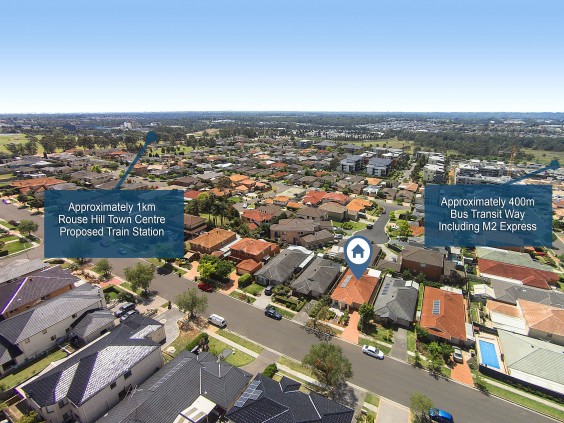 Approximately 1km
Rouse Hill Town Centre
Proposed Train Station
Approximately 400m
Bus Transit Way
Including M2 Express